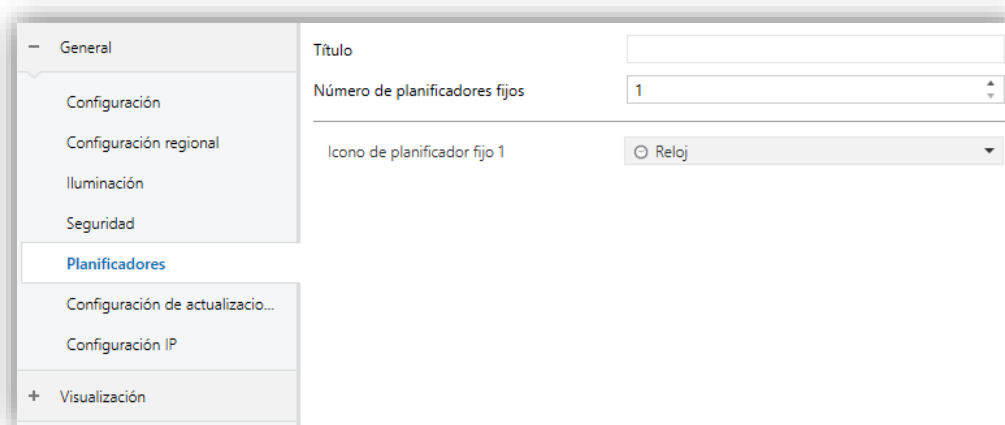 General
Configuración
Configuración regional
Iluminación
Seguridad
Planificadores
Configuración de actualizacio...
Configuración IP
Visualización
Título
Número de planificadores fijos 1
Icono de planificador fijo 1 Reloj